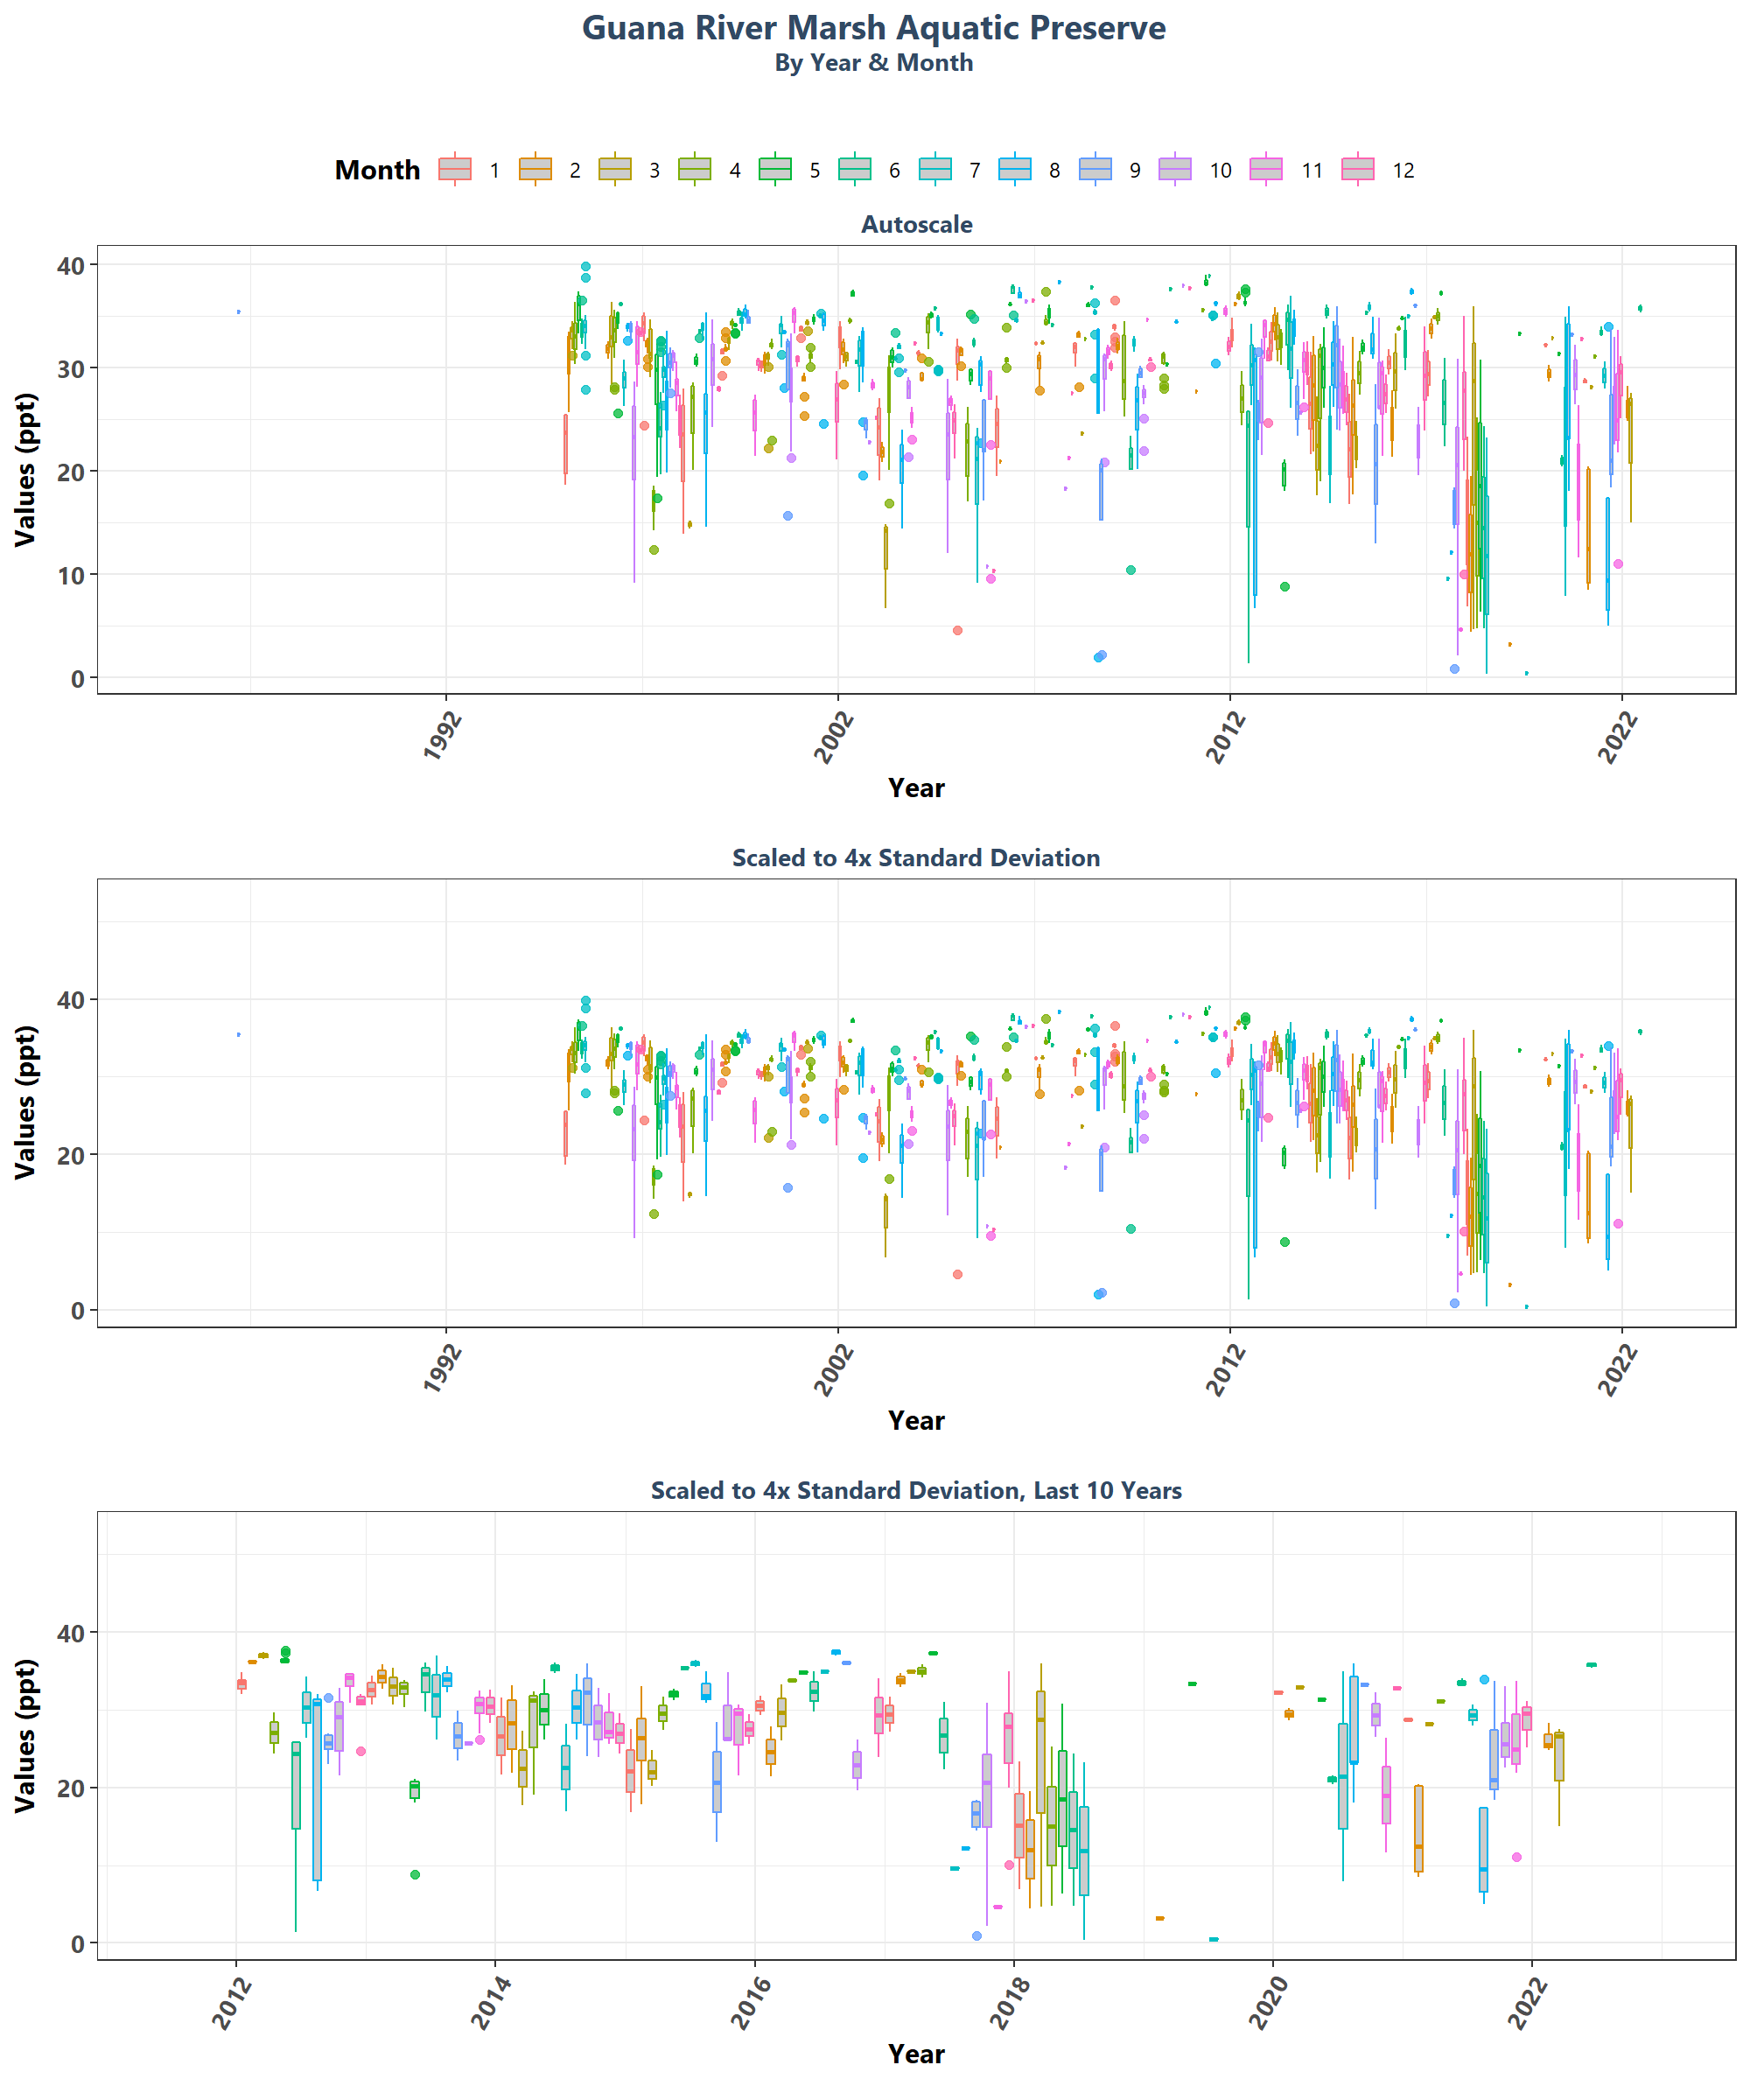 Guana River Marsh Aquatic Preserve
By Year & Month
Month 1 2 3 4 5 6 7 8 9 10 11 12
Autoscale
Values (ppt)
40
30
20
10
0
1992 2002 2012 2022
Year
Scaled to 4x Standard Deviation
Values (ppt)
40
20
0
1992 2002 2012 2022
Year
Scaled to 4x Standard Deviation, Last 10 Years
Values (ppt)
40
20
0
2012 2014 2016 2018 2020 2022
Year